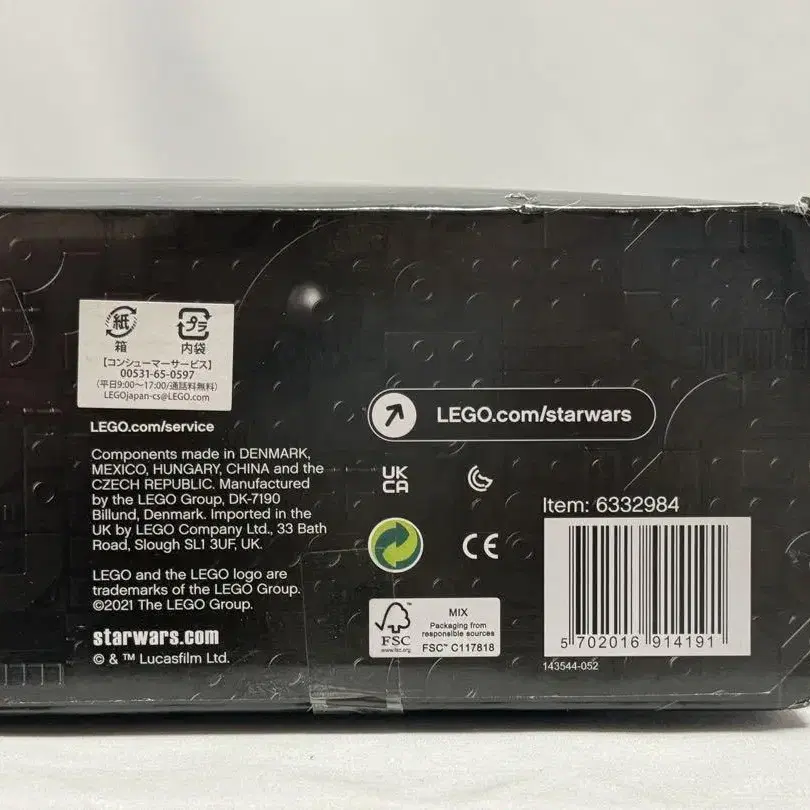 紙 プラ
箱 内袋
【コンシューマーサービス】
00531-65-0597
(平日9:00～17:00/通話料無料)
LEGOjapan-cs@LEGO.com
LEGO.com/service
Components made in DENMARK,
MEXICO, HUNGARY, CHINA and the
CZECH REPUBLIC. Manufactured
by the LEGO Group, DK-7190
Billund, Denmark. Imported in the
UK by LEGO Company Ltd., 33 Bath
Road, Slough SL1 3UF, UK.
LEGO and the LEGO logo are
trademarks of the LEGO Group.
©2021 The LEGO Group.
starwars.com
© & ™ Lucasfilm Ltd.
LEGO.com/starwars
UK
CA
CE
FSC™
www.fsc.org
MIX
Packaging from
responsible sources
FSC™ C117818
Item: 6332984
5 702016 914191
143544-052